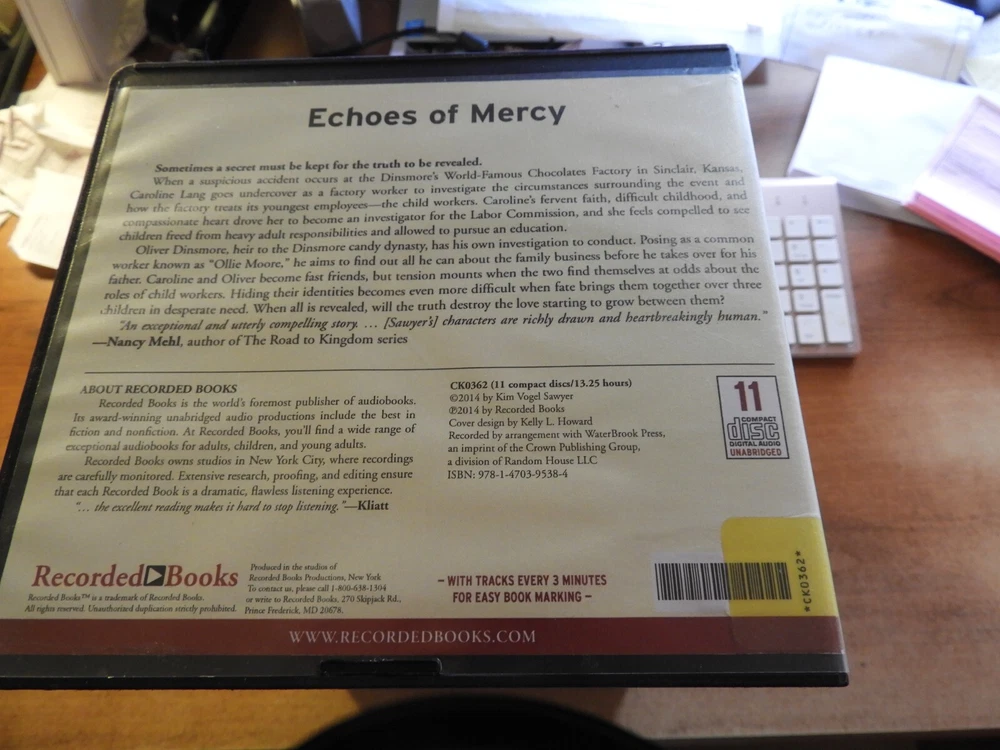 Echoes of Mercy
Sometimes a secret must be kept for the truth to be revealed.
When a suspicious accident occurs at the Dinsmore's World-Famous Chocolates Factory in Sinclair, Kansas,
Caroline Lang goes undercover as a factory worker to investigate the circumstances surrounding the event and
how the factory treats its youngest employees—the child workers. Caroline's fervent faith, difficult childhood, and
compassionate heart drove her to become an investigator for the Labor Commission, and she feels compelled to see
children freed from heavy adult responsibilities and allowed to pursue an education.
Oliver Dinsmore, heir to the Dinsmore candy dynasty, has his own investigation to conduct. Posing as a common
worker known as "Ollie Moore," he aims to find out all he can about the family business before he takes over for his
father. Caroline and Oliver become fast friends, but tension mounts when the two find themselves at odds about the
roles of child workers. Hiding their identities becomes even more difficult when fate brings them together over three
children in desperate need. When all is revealed, will the truth destroy the love starting to grow between them?
"An exceptional and utterly compelling story. … [Sawyer's] characters are richly drawn and heartbreakingly human."
—Nancy Mehl, author of The Road to Kingdom series
ABOUT RECORDED BOOKS
Recorded Books is the world's foremost publisher of audiobooks.
Its award-winning unabridged audio productions include the best in
fiction and nonfiction. At Recorded Books, you'll find a wide range of
exceptional audiobooks for adults, children, and young adults.
Recorded Books owns studios in New York City, where recordings
are carefully monitored. Extensive research, proofing, and editing ensure
that each Recorded Book is a dramatic, flawless listening experience.
"… the excellent reading makes it hard to stop listening."—Kliatt
CK0362 (11 compact discs/13.25 hours)
©2014 by Kim Vogel Sawyer
℗2014 by Recorded Books
Cover design by Kelly L. Howard
Recorded by arrangement with WaterBrook Press,
an imprint of the Crown Publishing Group,
a division of Random House LLC
ISBN: 978-1-4703-9538-4
11
COMPACT
disc
DIGITAL AUDIO
UNABRIDGED
Recorded Books
Recorded Books™ is a trademark of Recorded Books.
All rights reserved. Unauthorized duplication strictly prohibited.
Produced in the studios of
Recorded Books Productions, New York
To contact us, please call 1-800-638-1304
or write to Recorded Books, 270 Skipjack Rd.,
Prince Frederick, MD 20678.
– WITH TRACKS EVERY 3 MINUTES
FOR EASY BOOK MARKING –
*CK0362*
WWW.RECORDEDBOOKS.COM